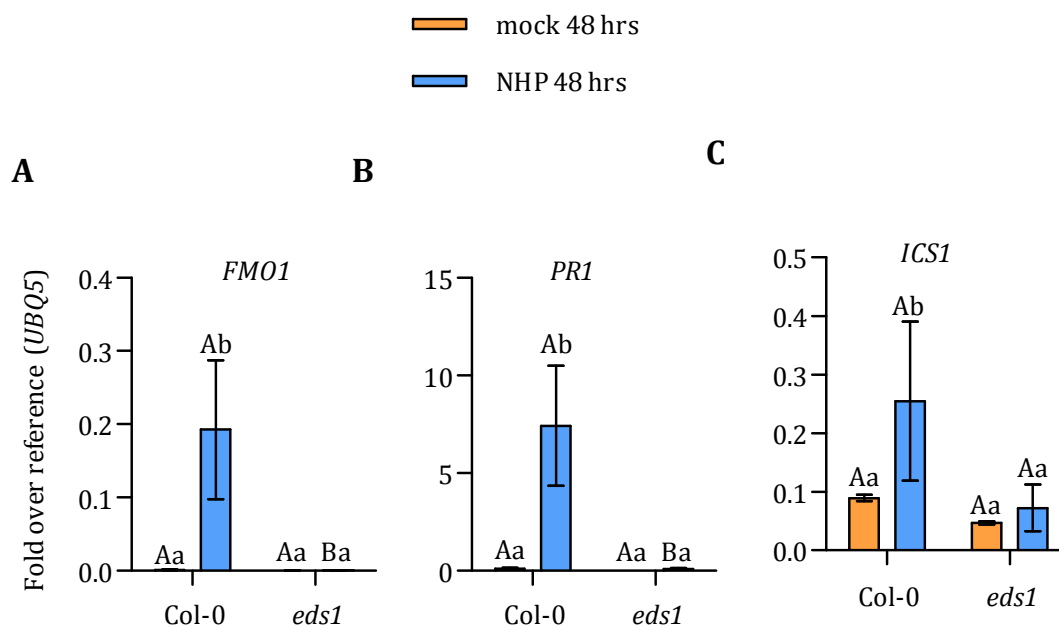 mock 48 hrs
NHP 48 hrs
A
B
C
Fold over reference (UBQ5)
FMO1
0.4
0.3
0.2
0.1
0.0
Aa
Ab
Aa
Ba
Col-0
eds1
PR1
15
10
5
0
Aa
Ab
Aa
Ba
Col-0
eds1
ICS1
0.5
0.4
0.3
0.2
0.1
0.0
Aa
Ab
Aa
Aa
Col-0
eds1